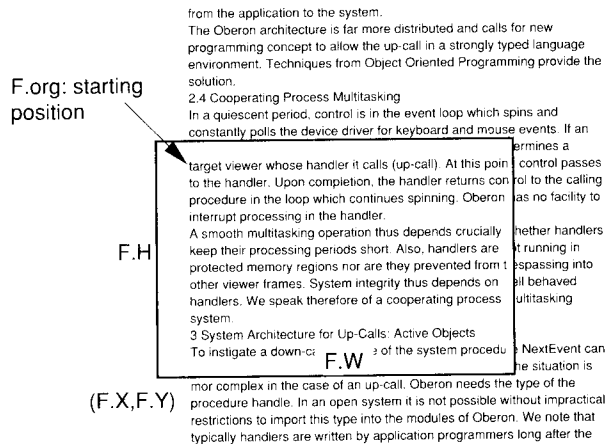 from the application to the system.
The Oberon architecture is far more distributed and calls for new
programming concept to allow the up-call in a strongly typed language
environment. Techniques from Object Oriented Programming provide the
solution.
F.org: starting
position
2.4 Cooperating Process Multitasking
In a quiescent period, control is in the event loop which spins and
constantly polls the device driver for keyboard and mouse events. If an
ermines a
target viewer whose handler it calls (up-call). At this poin control passes
to the handler. Upon completion, the handler returns con rol to the calling
procedure in the loop which continues spinning. Oberon has no facility to
interrupt processing in the handler.
A smooth multitasking operation thus depends crucially hether handlers
keep their processing periods short. Also, handlers are t running in
F.H
protected memory regions nor are they prevented from t espassing into
other viewer frames. System integrity thus depends on ell behaved
handlers. We speak therefore of a cooperating process ultitasking
system.
3 System Architecture for Up-Calls: Active Objects
To instigate a down-ca e of the system procedu e NextEvent can
F.W
he situation is
mor complex in the case of an up-call. Oberon needs the type of the
(F.X,F.Y)
procedure handle. In an open system it is not possible without impractical
restrictions to import this type into the modules of Oberon. We note that
typically handlers are written by application programmers long after the